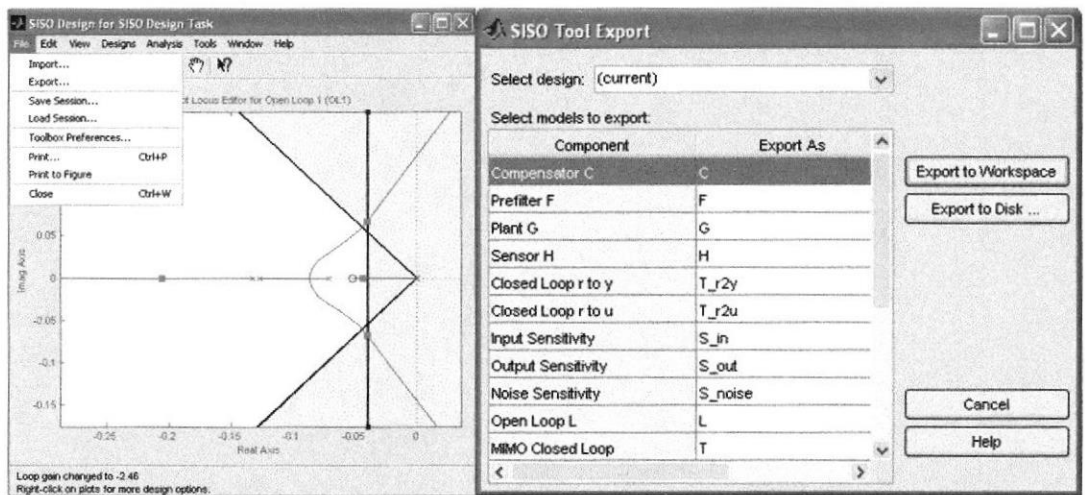 SISO Design for SISO Design Task
File Edit View Designs Analysis Tools Window Help
Import...
Export...
Save Session...
Load Session...
Toolbox Preferences...
Print... Ctrl+P
Print to Figure
Close Ctrl+W
t Locus Editor for Open Loop 1 (OL1)
0.05
0
-0.05
-0.1
-0.15
Imag Axis
-0.25 -0.2 -0.15 -0.1 -0.05 0
Real Axis
Loop gain changed to -2.46
Right-click on plots for more design options.
SISO Tool Export
Select design: (current)
Select models to export:
Component Export As
Compensator C C
Prefilter F F
Plant G G
Sensor H H
Closed Loop r to y T_r2y
Closed Loop r to u T_r2u
Input Sensitivity S_in
Output Sensitivity S_out
Noise Sensitivity S_noise
Open Loop L L
MIMO Closed Loop T
Export to Workspace
Export to Disk ...
Cancel
Help